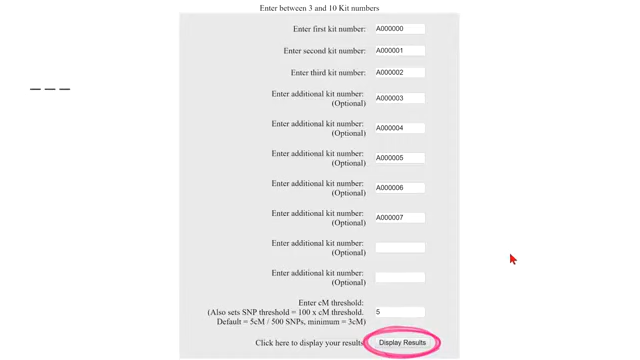 Enter between 3 and 10 Kit numbers
Enter first kit number: A000000
Enter second kit number: A000001
Enter third kit number: A000002
Enter additional kit number: A000003
(Optional)
Enter additional kit number: A000004
(Optional)
Enter additional kit number: A000005
(Optional)
Enter additional kit number: A000006
(Optional)
Enter additional kit number: A000007
(Optional)
Enter additional kit number:
(Optional)
Enter additional kit number:
(Optional)
Enter cM threshold:
(Also sets SNP threshold = 100 x cM threshold. 5
Default = 5cM / 500 SNPs, minimum = 3cM)
Click here to display your results Display Results